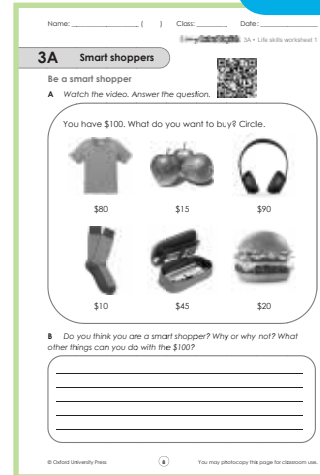 Name: ____________________ (     ) Class: _________ Date: _________
3A • Life skills worksheet 1
3A Smart shoppers
Be a smart shopper
A Watch the video. Answer the question.
You have $100. What do you want to buy? Circle.
$80 $15 $90
$10 $45 $20
B Do you think you are a smart shopper? Why or why not? What
other things can you do with the $100?
© Oxford University Press 8 You may photocopy this page for classroom use.